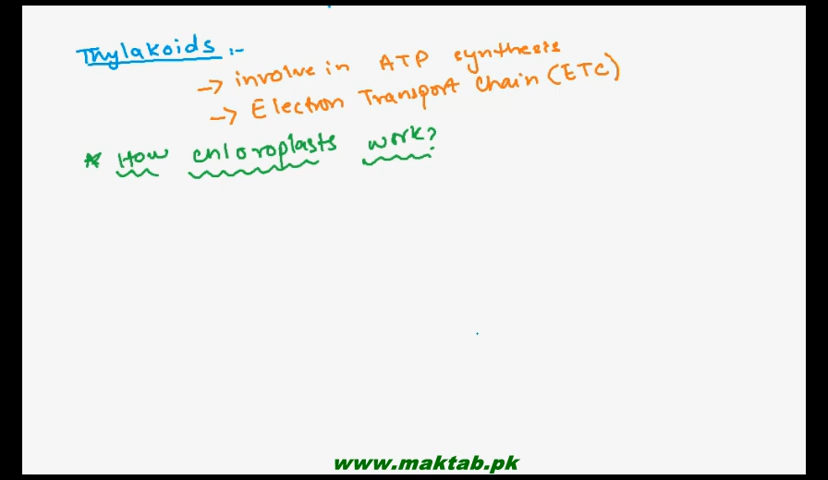 Thylakoids :-
→ involve in ATP synthesis
→ Electron Transport Chain (ETC)
* How chloroplasts work?
www.maktab.pk